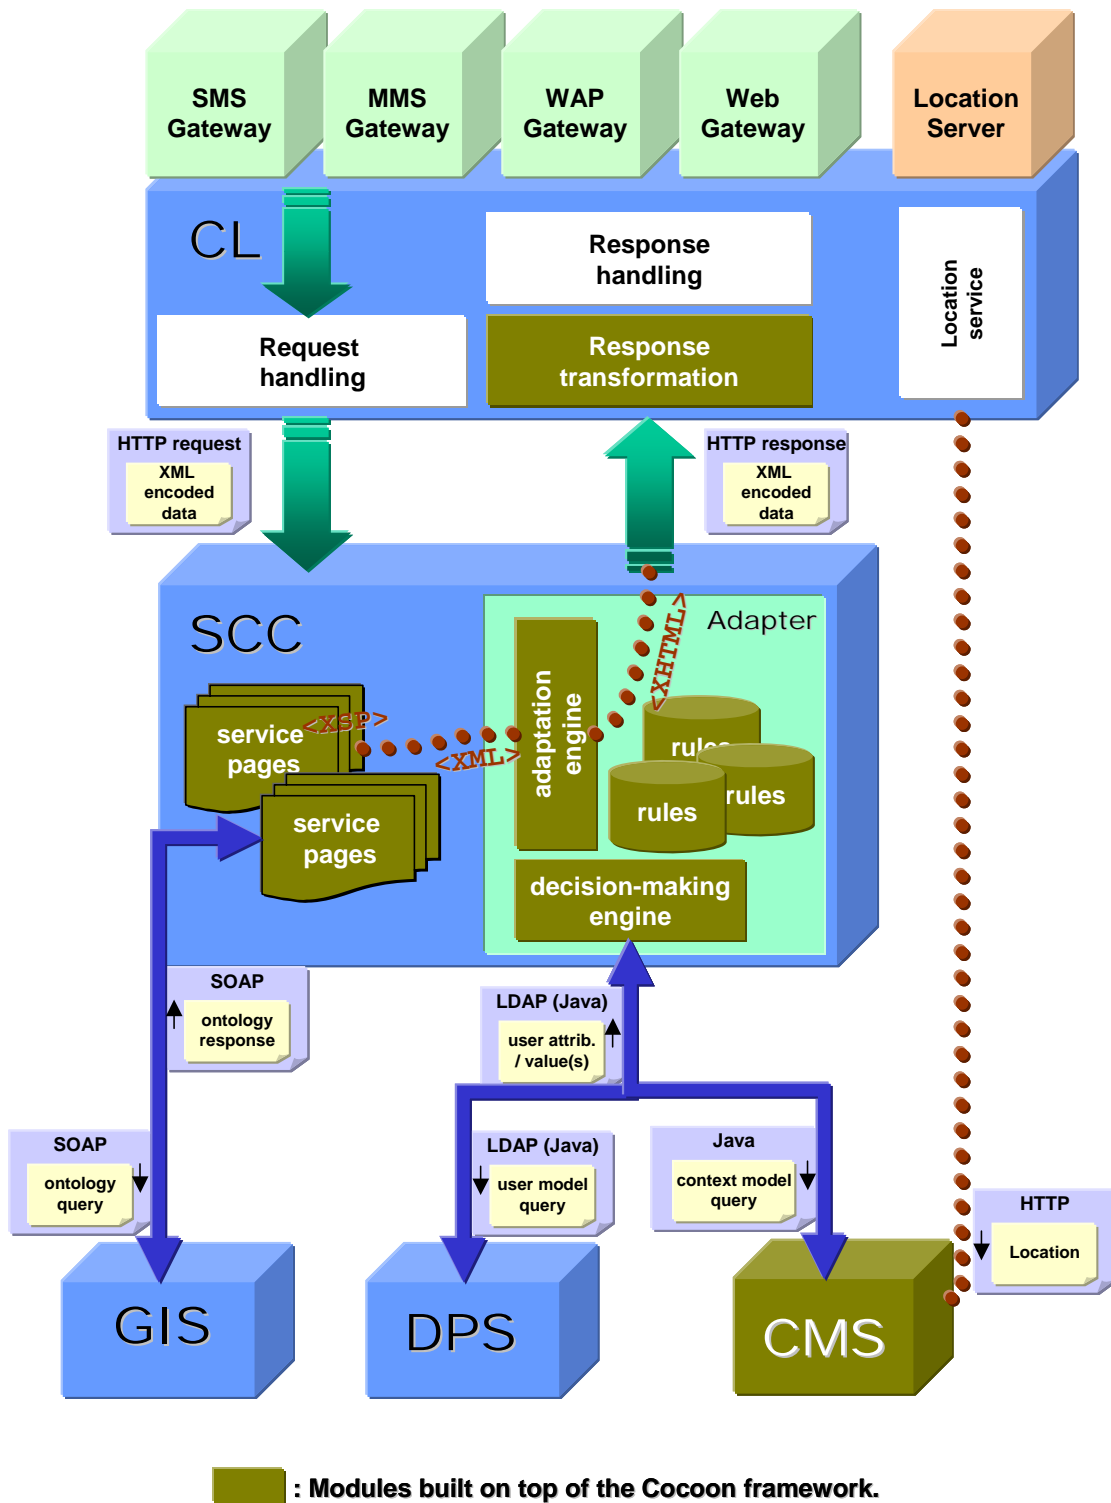 SMS
Gateway
MMS
Gateway
WAP
Gateway
Web
Gateway
Location
Server
CL
Response
handling
Location
service
Request
handling
Response
transformation
HTTP request
XML
encoded
data
HTTP response
XML
encoded
data
SCC
Adapter
<XHTML>
adaptation
engine
<XSP>
<XML>
service
pages
service
pages
rules
rules
rules
decision-making
engine
SOAP
ontology
response
LDAP (Java)
user attrib.
/ value(s)
SOAP
ontology
query
LDAP (Java)
user model
query
Java
context model
query
HTTP
Location
GIS
DPS
CMS
: Modules built on top of the Cocoon framework.